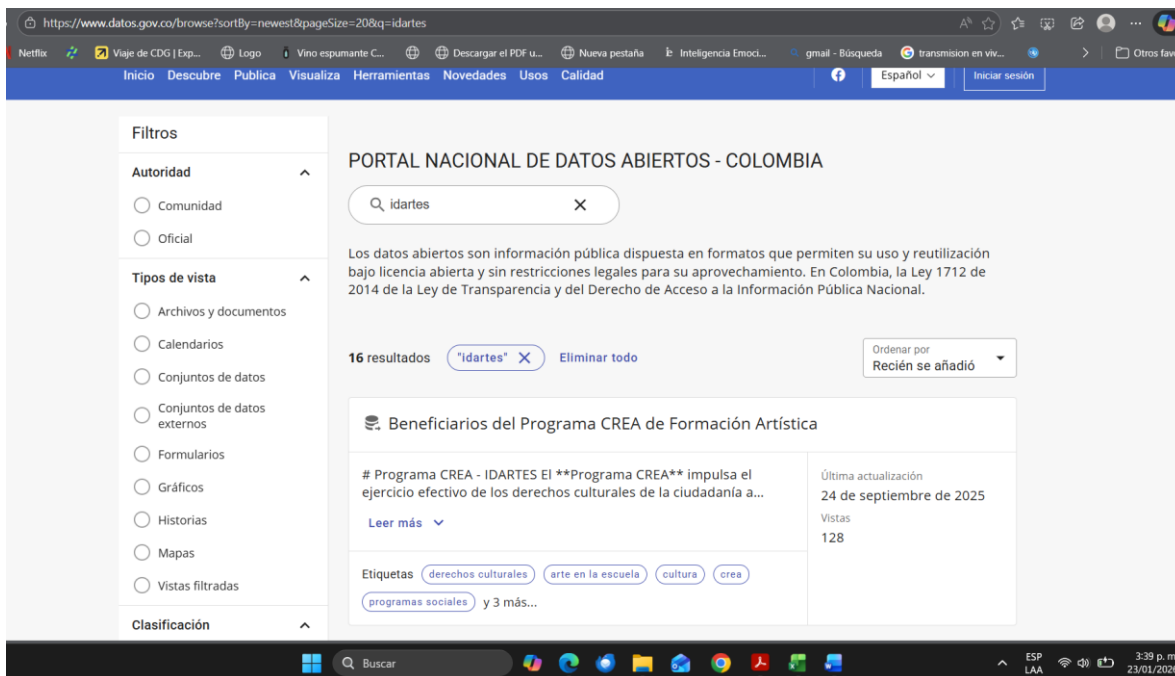 https://www.datos.gov.co/browse?sortBy=newest&pageSize=20&q=idartes
Netflix Viaje de CDG | Exp... Logo Vino espumante C... Descargar el PDF u... Nueva pestaña Inteligencia Emoci... gmail - Búsqueda transmision en viv... Otros fav
Inicio Descubre Publica Visualiza Herramientas Novedades Usos Calidad Español Iniciar sesión
Filtros
Autoridad
Comunidad
Oficial
Tipos de vista
Archivos y documentos
Calendarios
Conjuntos de datos
Conjuntos de datos
externos
Formularios
Gráficos
Historias
Mapas
Vistas filtradas
Clasificación
PORTAL NACIONAL DE DATOS ABIERTOS - COLOMBIA
idartes
Los datos abiertos son información pública dispuesta en formatos que permiten su uso y reutilización
bajo licencia abierta y sin restricciones legales para su aprovechamiento. En Colombia, la Ley 1712 de
2014 de la Ley de Transparencia y del Derecho de Acceso a la Información Pública Nacional.
16 resultados "idartes" Eliminar todo
Ordenar por
Recién se añadió
Beneficiarios del Programa CREA de Formación Artística
# Programa CREA - IDARTES El **Programa CREA** impulsa el
ejercicio efectivo de los derechos culturales de la ciudadanía a...
Leer más
Última actualización
24 de septiembre de 2025
Vistas
128
Etiquetas derechos culturales arte en la escuela cultura crea
programas sociales y 3 más...
Buscar
ESP
LAA
3:39 p. m
23/01/2026